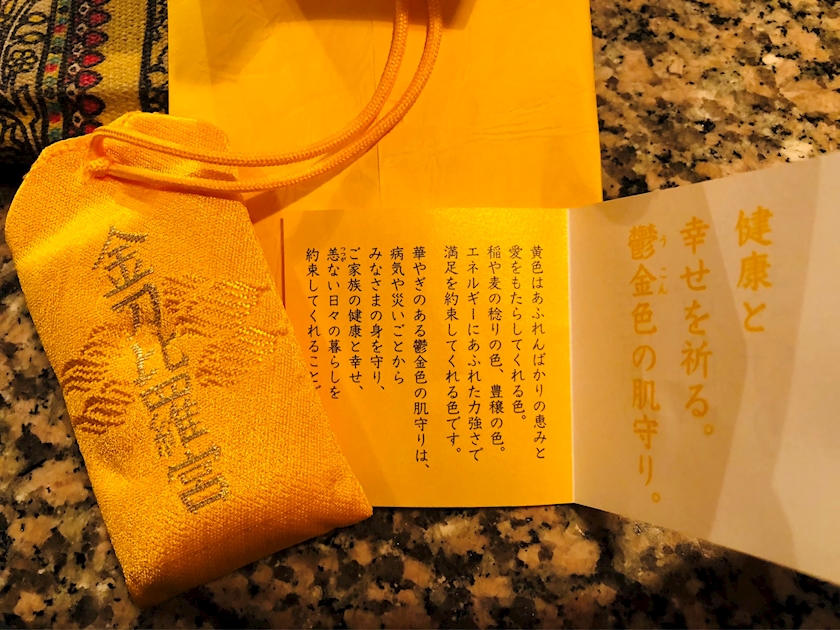 健康と
幸せを祈る。
鬱金色の肌守り。
うこん
黄色はあふれんばかりの恵みと
愛をもたらしてくれる色。
稲や麦の稔りの色、豊穣の色。
エネルギーにあふれた力強さで
満足を約束してくれる色です。
華やぎのある鬱金色の肌守りは、
病気や災いごとから
みなさまの身を守り、
ご家族の健康と幸せ、
恙ない日々の暮らしを
つつが
約束してくれること
金刀比羅宮